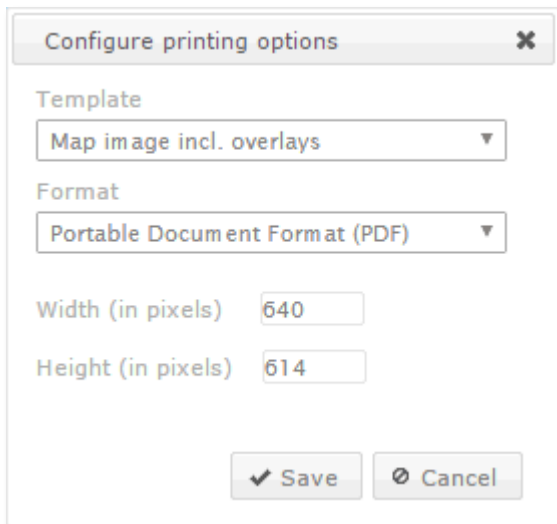 Configure printing options
Template
Map image incl. overlays
Format
Portable Document Format (PDF)
Width (in pixels) 640
Height (in pixels) 614
Save Cancel